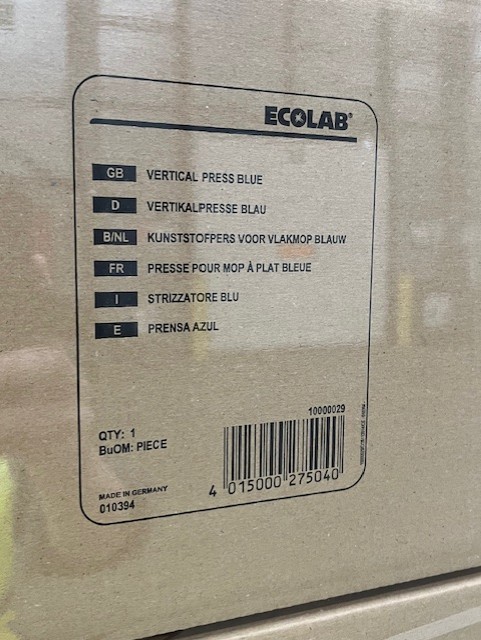 ECOLAB®
GB VERTICAL PRESS BLUE
D VERTIKALPRESSE BLAU
B/NL KUNSTSTOFPERS VOOR VLAKMOP BLAUW
FR PRESSE POUR MOP À PLAT BLEUE
I STRIZZATORE BLU
E PRENSA AZUL
QTY: 1
BuOM: PIECE
10000029
MADE IN GERMANY
010394
4 015000 275040